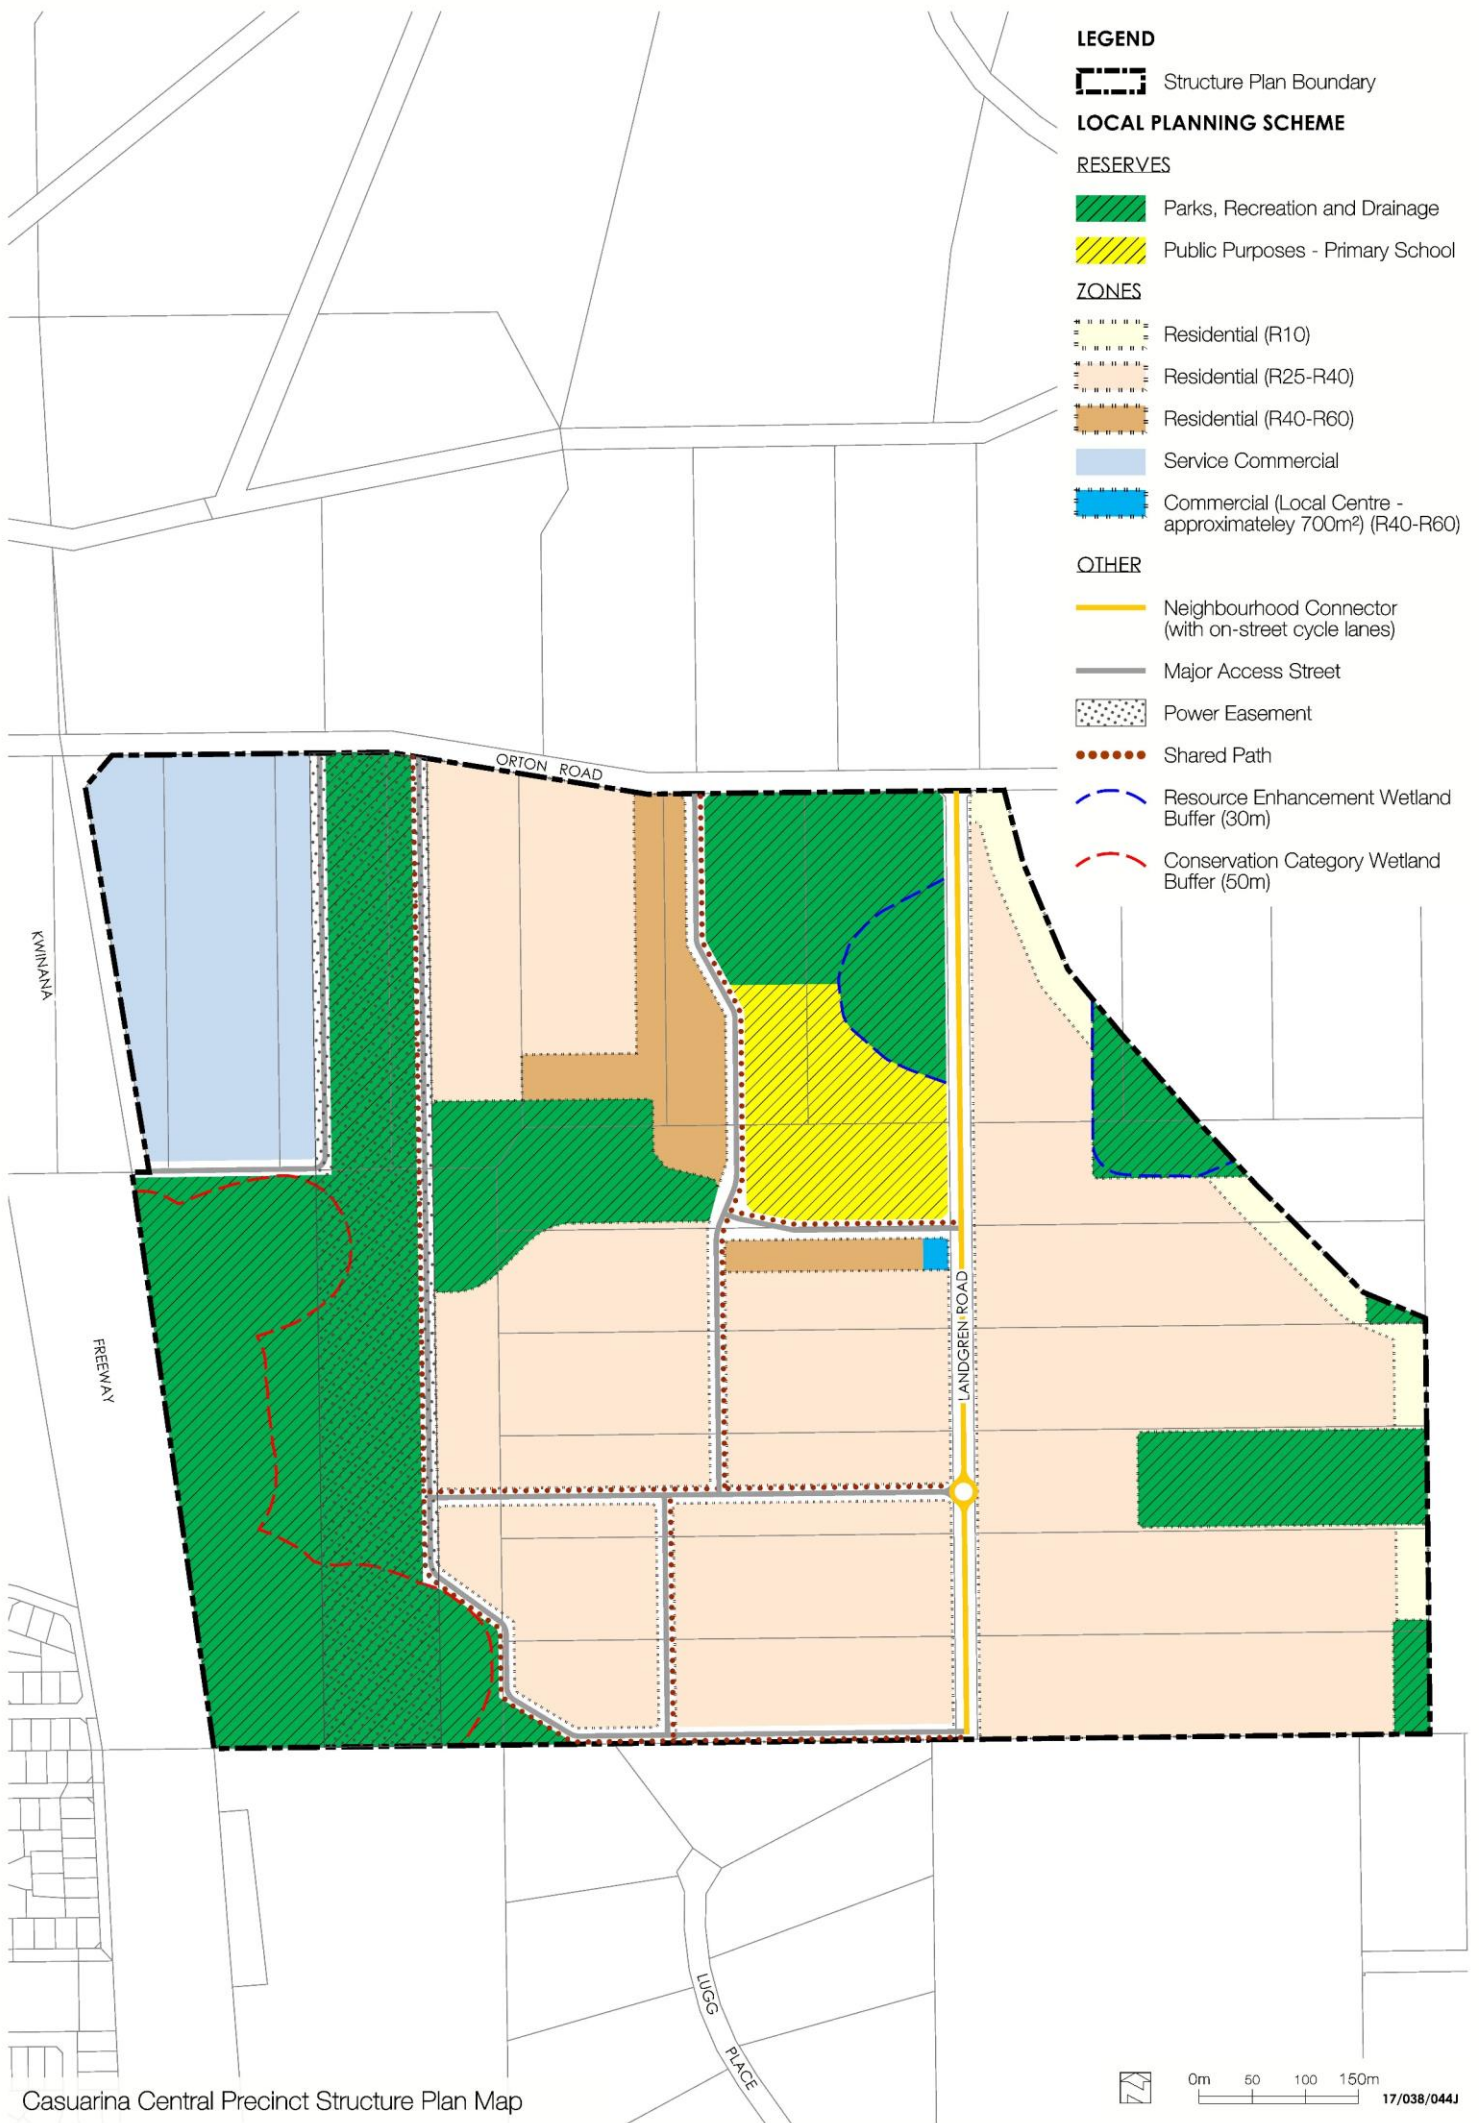 LEGEND
Structure Plan Boundary
LOCAL PLANNING SCHEME
RESERVES
Parks, Recreation and Drainage
Public Purposes - Primary School
ZONES
Residential (R10)
Residential (R25-R40)
Residential (R40-R60)
Service Commercial
Commercial (Local Centre -
approximateley 700m²) (R40-R60)
OTHER
Neighbourhood Connector
(with on-street cycle lanes)
Major Access Street
Power Easement
Shared Path
Resource Enhancement Wetland
Buffer (30m)
Conservation Category Wetland
Buffer (50m)
ORTON ROAD
KWINANA
FREEWAY
LANDGREN ROAD
LUGG
PLACE
Casuarina Central Precinct Structure Plan Map
0m 50 100 150m
17/038/044J